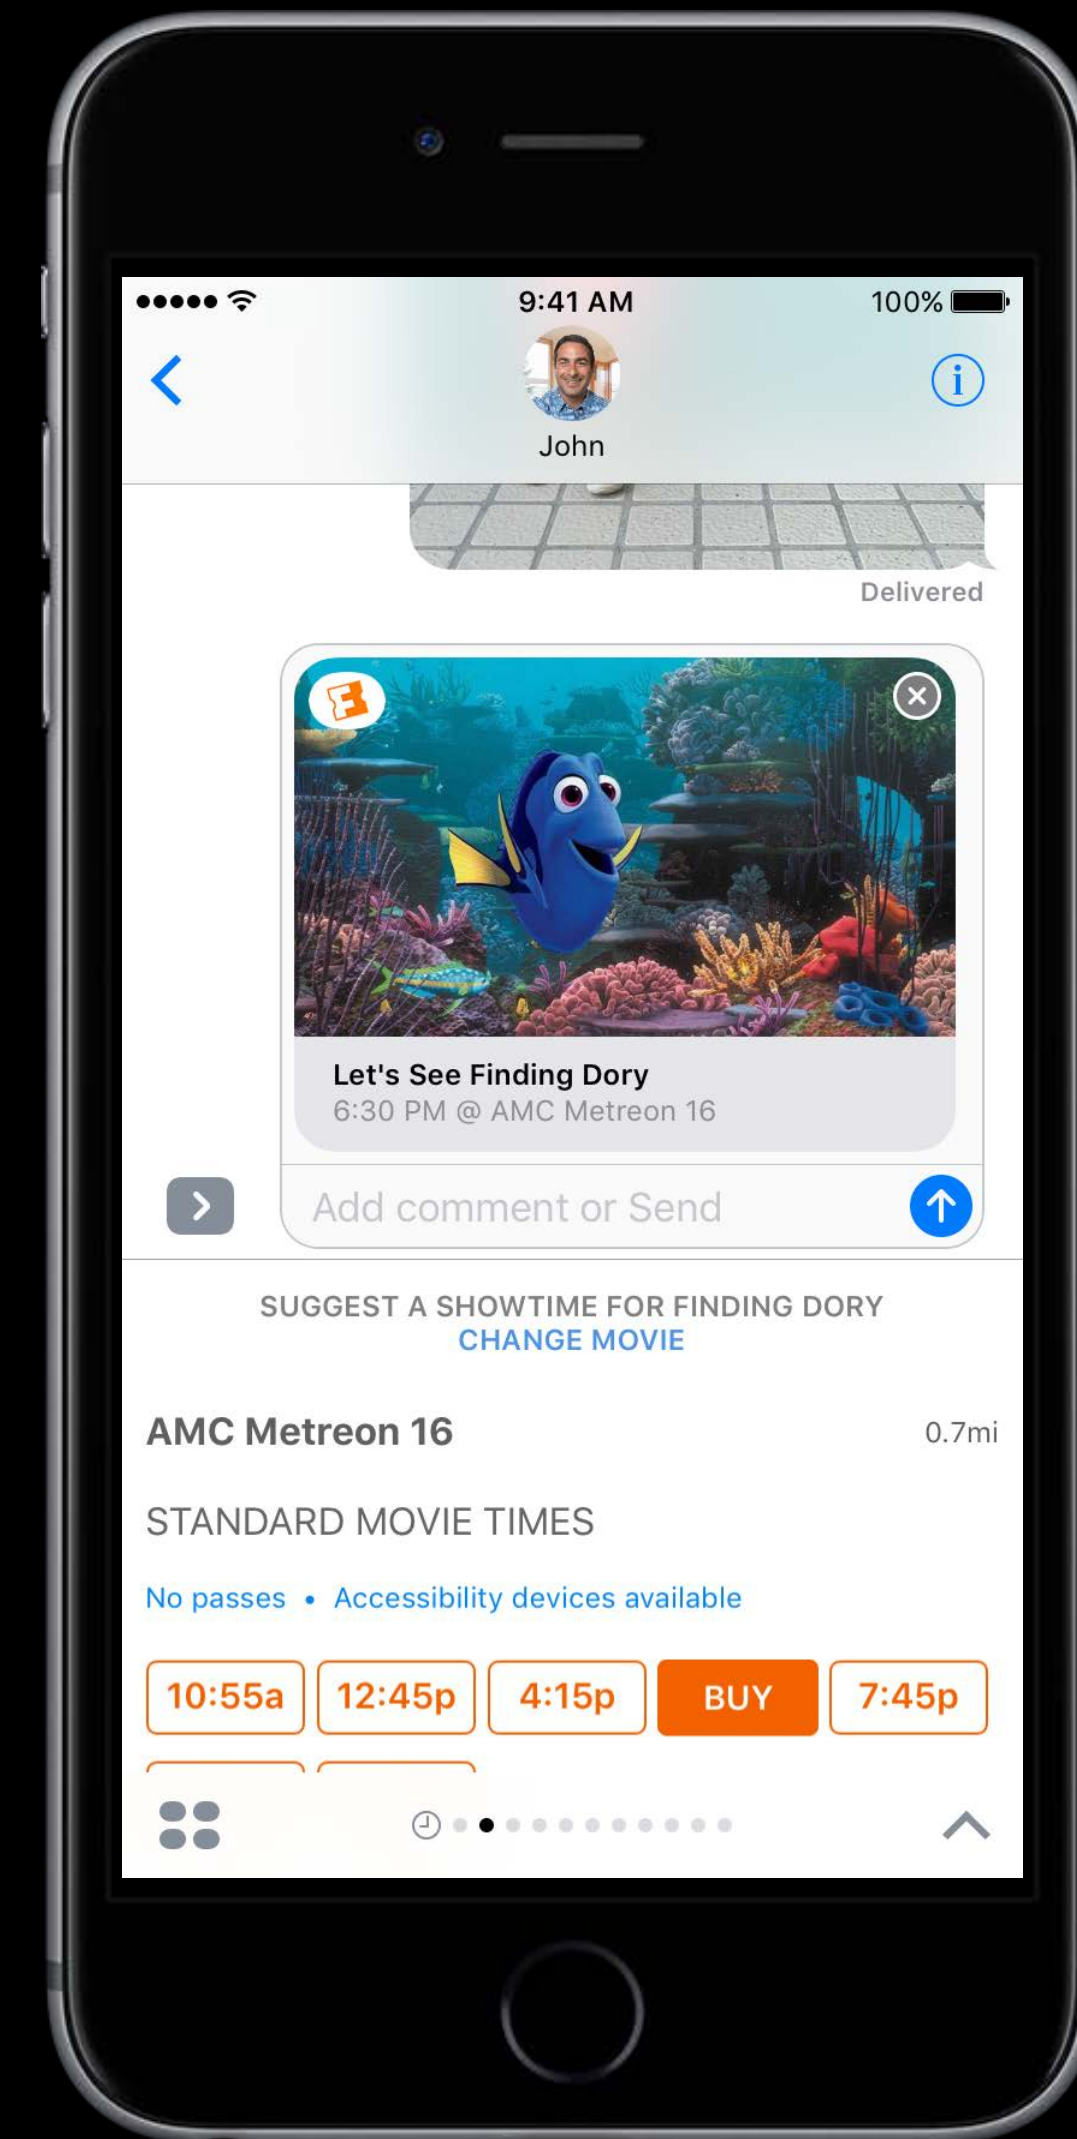 9:41 AM
100%
John
Delivered
Let's See Finding Dory
6:30 PM @ AMC Metreon 16
Add comment or Send
SUGGEST A SHOWTIME FOR FINDING DORY
CHANGE MOVIE
AMC Metreon 16 0.7mi
STANDARD MOVIE TIMES
No passes • Accessibility devices available
10:55a 12:45p 4:15p BUY 7:45p